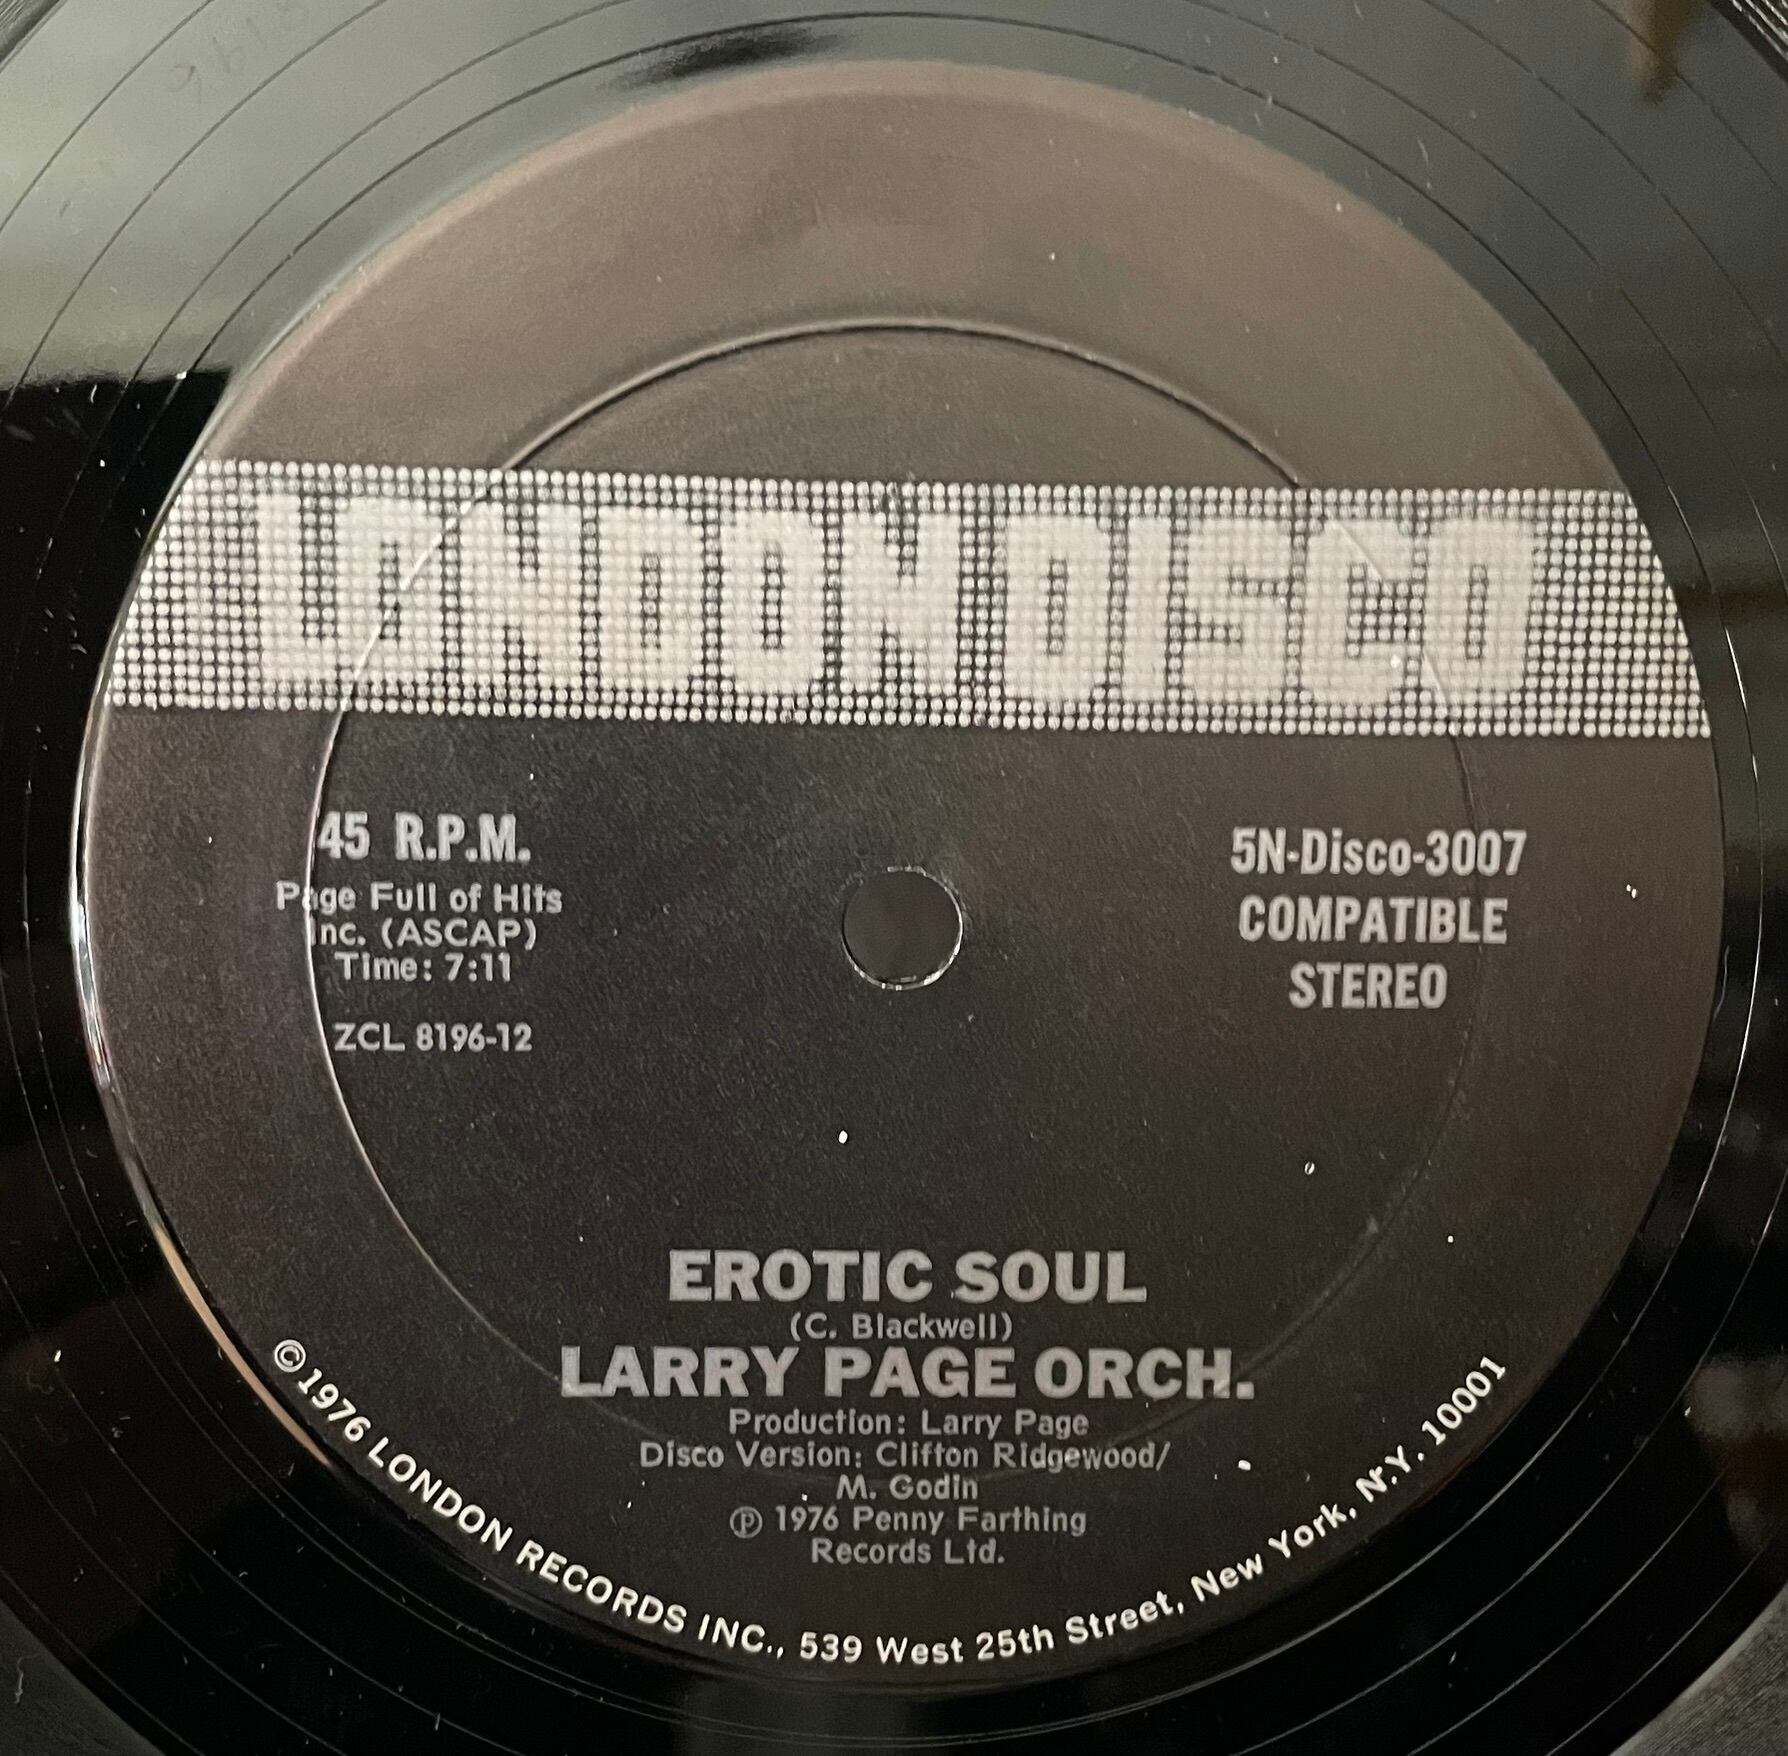 LONDON DISCO
45 R.P.M.
Page Full of Hits
Inc. (ASCAP)
Time: 7:11
ZCL 8196-12
5N-Disco-3007
COMPATIBLE
STEREO
EROTIC SOUL
(C. Blackwell)
LARRY PAGE ORCH.
Production: Larry Page
Disco Version: Clifton Ridgewood/
M. Godin
℗ 1976 Penny Farthing
Records Ltd.
©1976 LONDON RECORDS INC., 539 West 25th Street, New York, N.Y. 10001